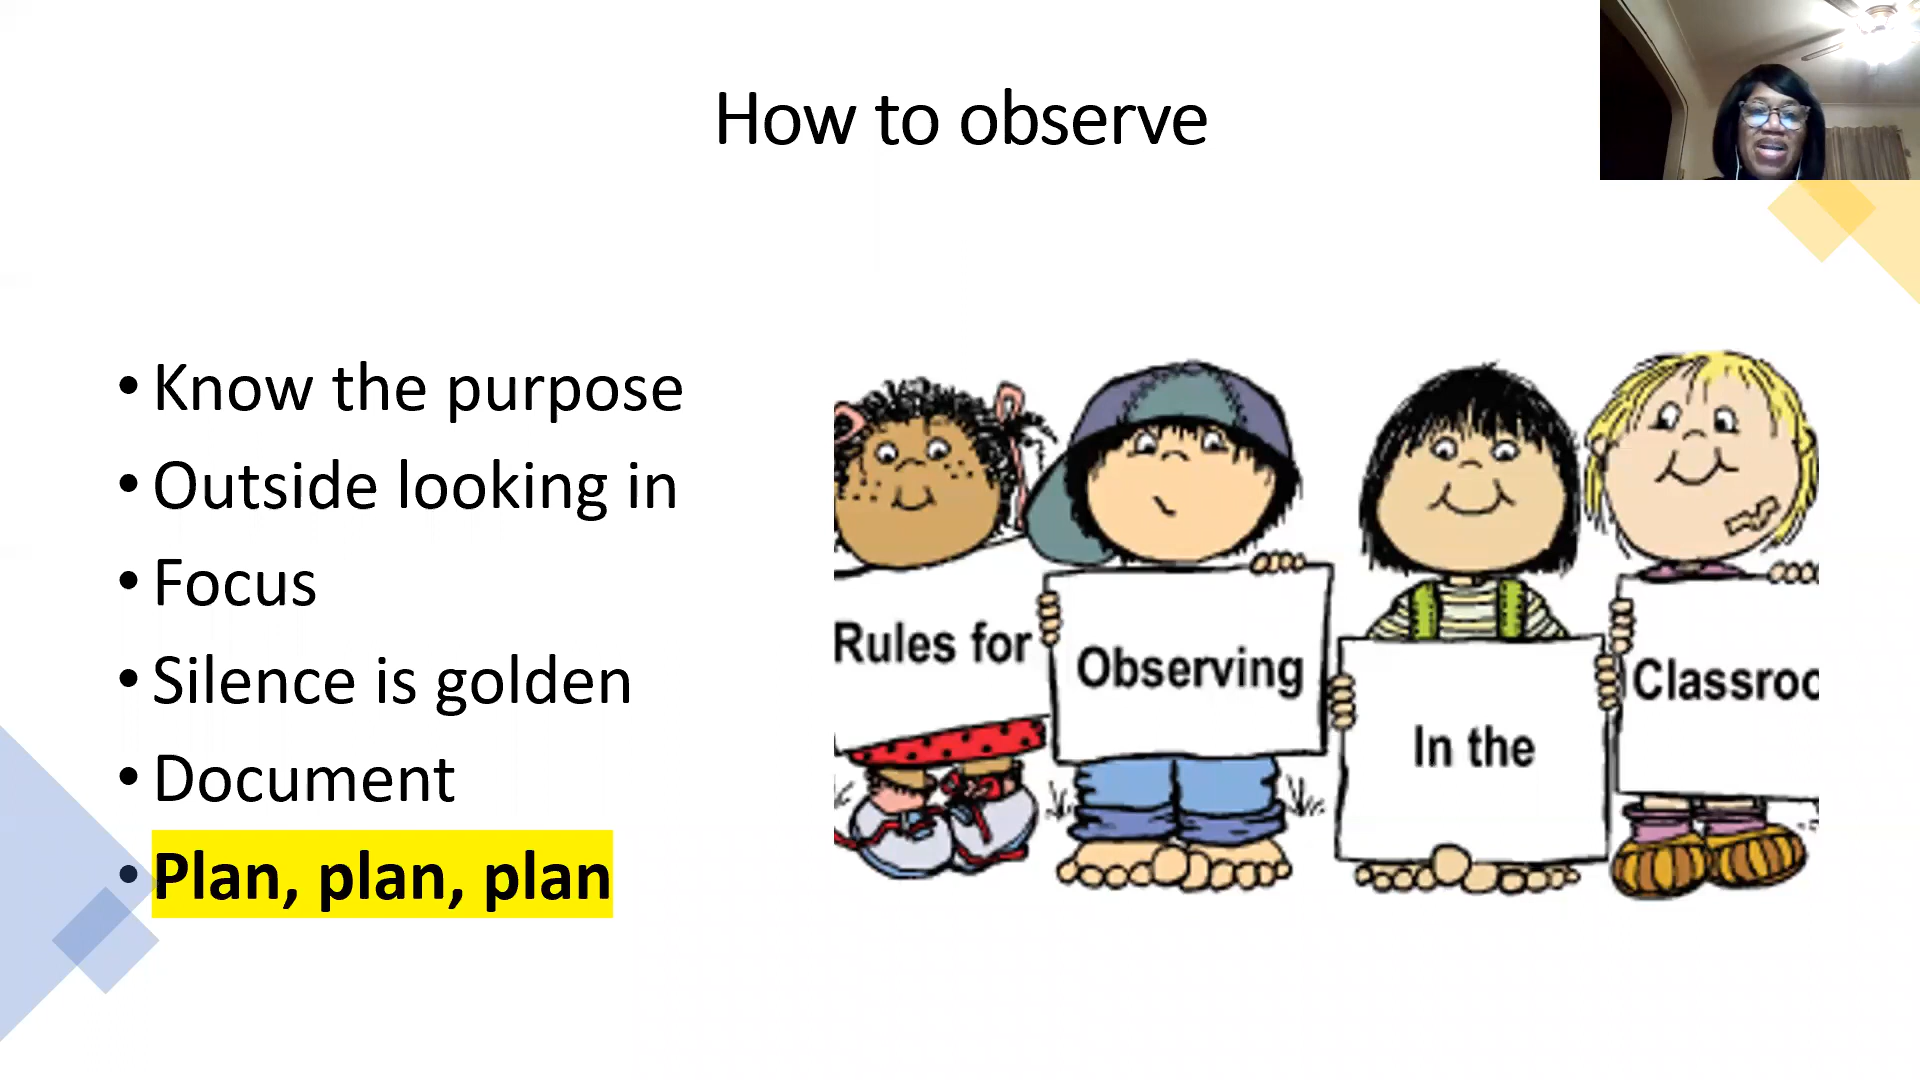 How to observe
• Know the purpose
• Outside looking in
• Focus
• Silence is golden
• Document
• Plan, plan, plan
Rules for
Observing
In the
Classroo